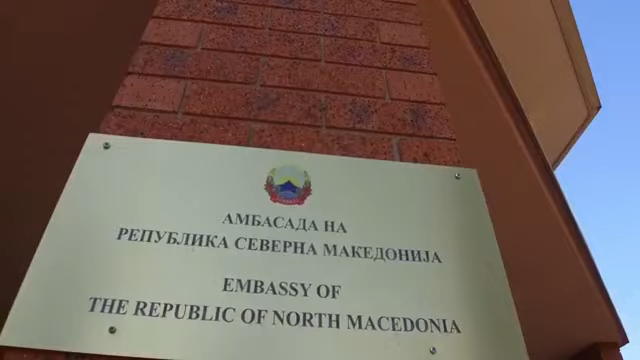 АМБАСАДА НА
РЕПУБЛИКА СЕВЕРНА МАКЕДОНИЈА
EMBASSY OF
THE REPUBLIC OF NORTH MACEDONIA